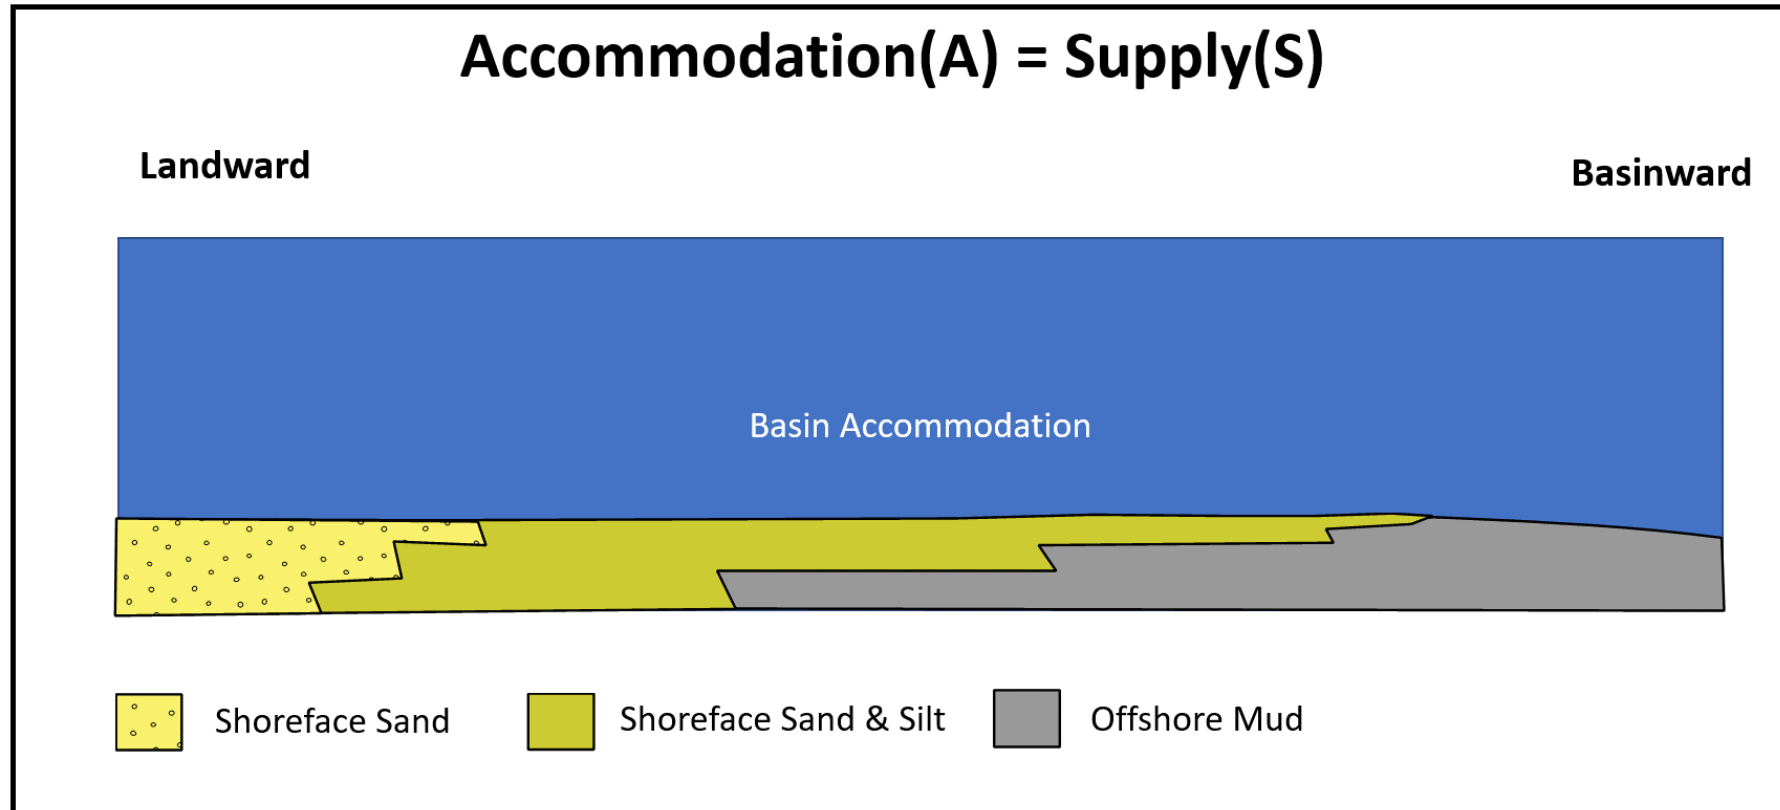 Accommodation(A) = Supply(S)
Landward
Basinward
Basin Accommodation
Shoreface Sand
Shoreface Sand & Silt
Offshore Mud